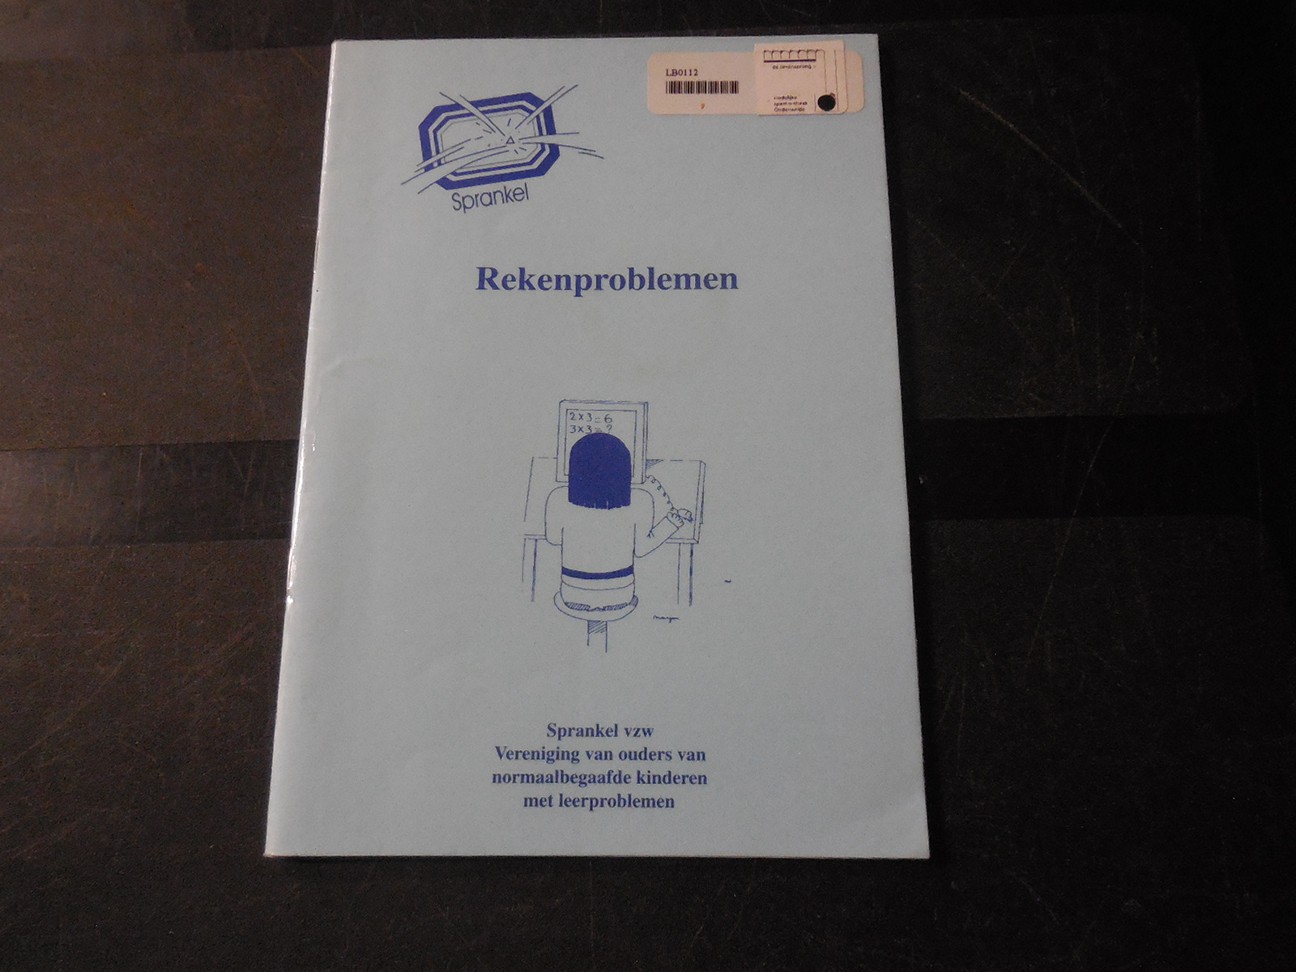 LB0112
Sprankel
Rekenproblemen
2x3=6
3x3=?
Sprankel vzw
Vereniging van ouders van
normaalbegaafde kinderen
met leerproblemen